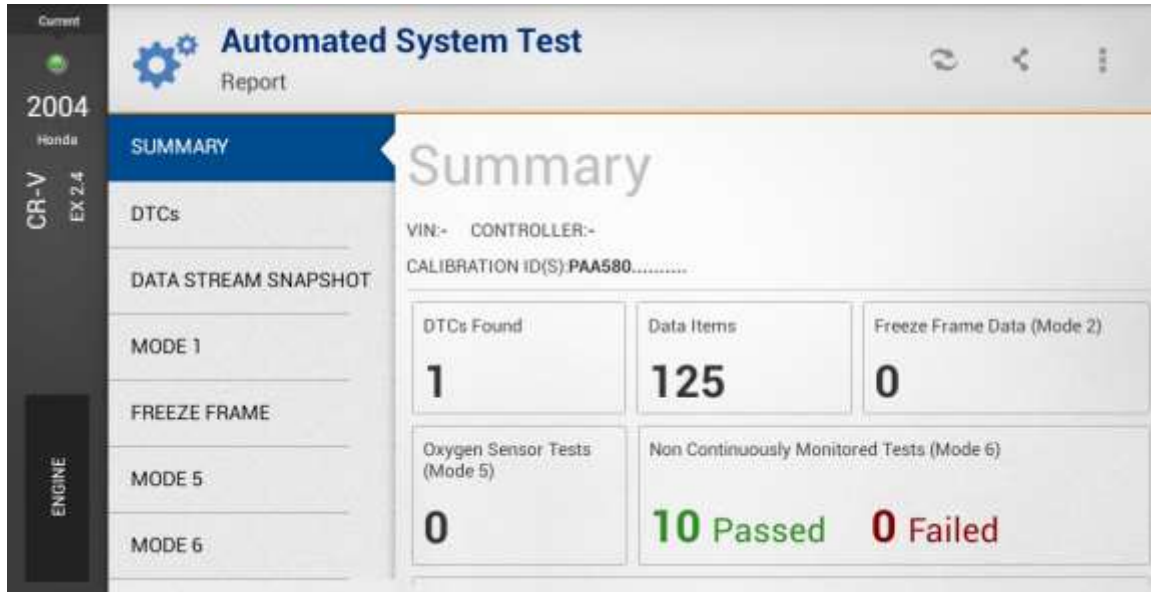 Current
2004
Honda
CR-V
EX 2.4
ENGINE
Automated System Test
Report
SUMMARY
DTCs
DATA STREAM SNAPSHOT
MODE 1
FREEZE FRAME
MODE 5
MODE 6
Summary
VIN:- CONTROLLER:-
CALIBRATION ID(S):PAA580..........
DTCs Found
1
Data Items
125
Freeze Frame Data (Mode 2)
0
Oxygen Sensor Tests
(Mode 5)
0
Non Continuously Monitored Tests (Mode 6)
10 Passed 0 Failed